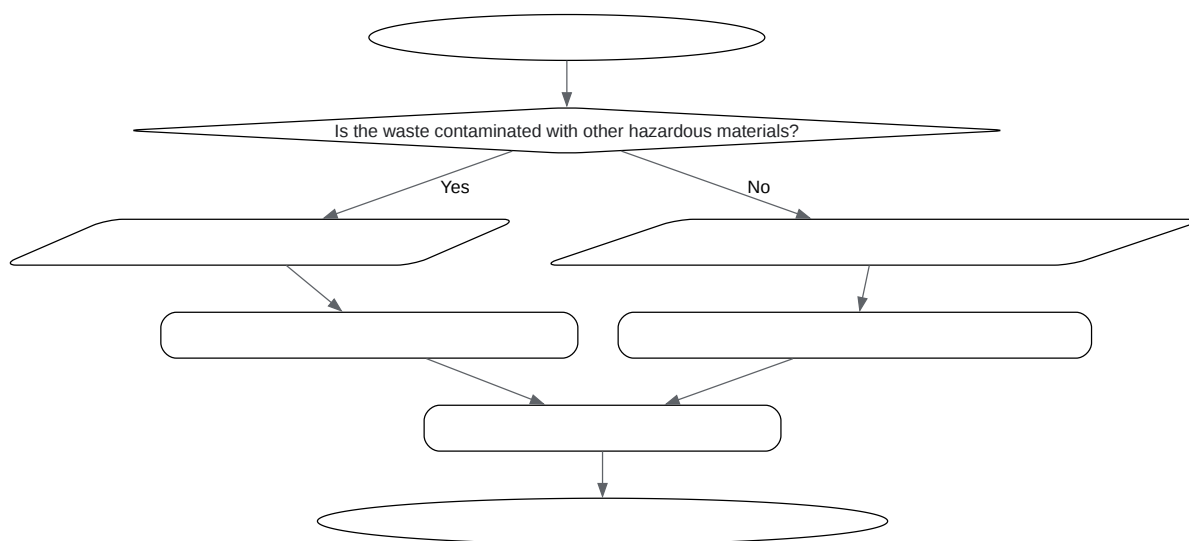 Is the waste contaminated with other hazardous materials?
Yes
No